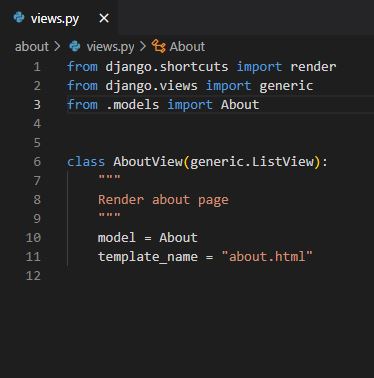 views.py
about > views.py > About
1 from django.shortcuts import render
2 from django.views import generic
3 from .models import About
4
5
6 class AboutView(generic.ListView):
7     """
8     Render about page
9     """
10     model = About
11     template_name = "about.html"
12